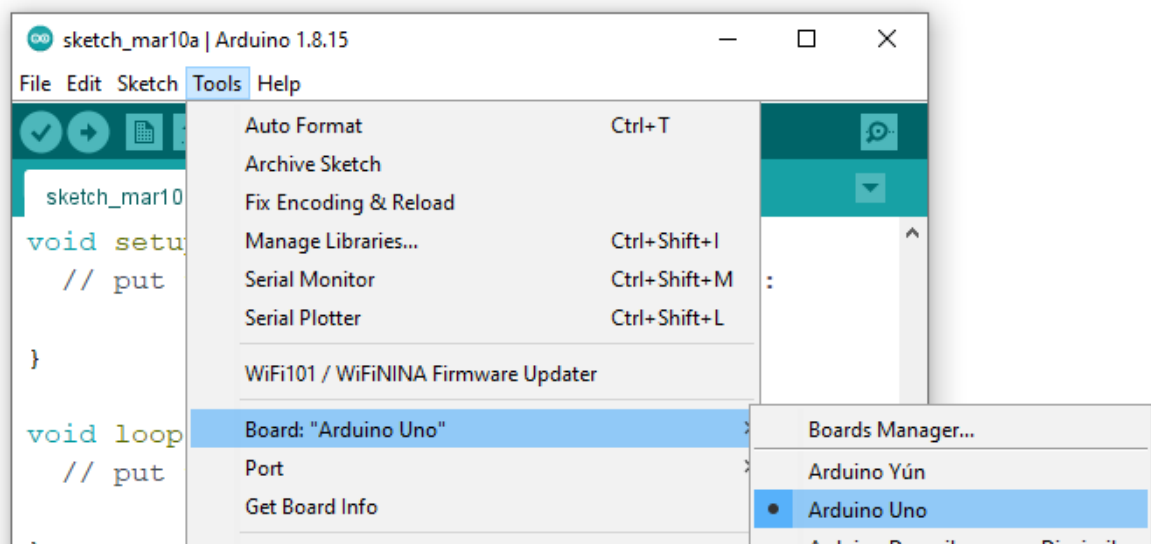 sketch_mar10a | Arduino 1.8.15
File Edit Sketch Tools Help
Auto Format Ctrl+T
Archive Sketch
sketch_mar10
Fix Encoding & Reload
void setu
Manage Libraries... Ctrl+Shift+I
// put
Serial Monitor Ctrl+Shift+M
:
Serial Plotter Ctrl+Shift+L
}
WiFi101 / WiFiNINA Firmware Updater
void loop
Board: "Arduino Uno"
Boards Manager...
// put
Port
Arduino Yún
Get Board Info
Arduino Uno